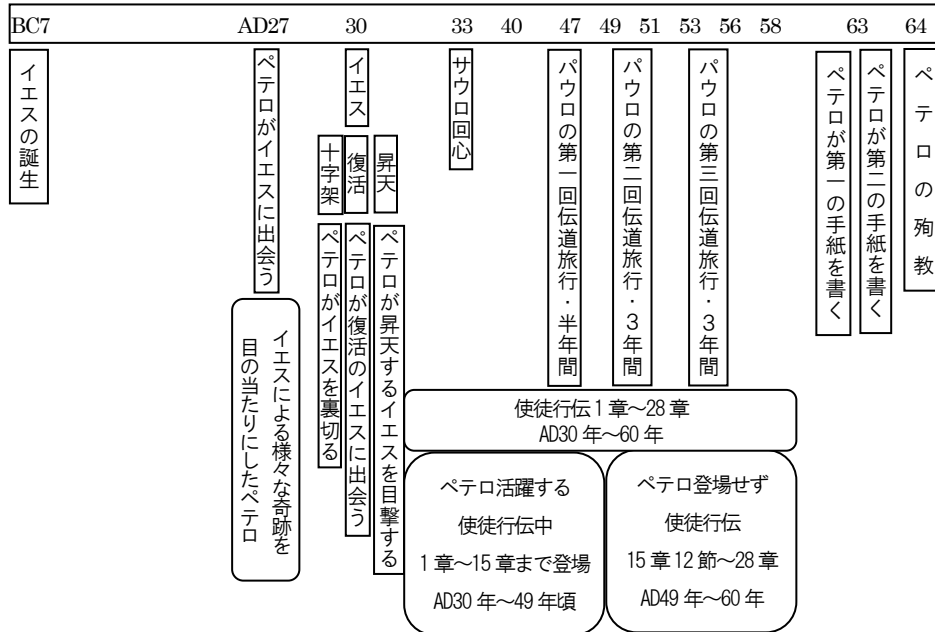 BC7 AD27 30 33 40 47 49 51 53 56 58 63 64
イエスの誕生
ペテロがイエスに出会う
イエスによる様々な奇跡を
目の当たりにしたペテロ
イエス
十字架
復活
昇天
ペテロがイエスを裏切る
ペテロが復活のイエスに出会う
ペテロが昇天するイエスを目撃する
サウロ回心
パウロの第一回伝道旅行・半年間
パウロの第二回伝道旅行・3年間
パウロの第三回伝道旅行・3年間
ペテロが第一の手紙を書く
ペテロが第二の手紙を書く
ペテロの殉教
使徒行伝1章~28章
AD30年~60年
ペテロ活躍する
使徒行伝中
1章~15章まで登場
AD30年~49年頃
ペテロ登場せず
使徒行伝
15章12節~28章
AD49年~60年